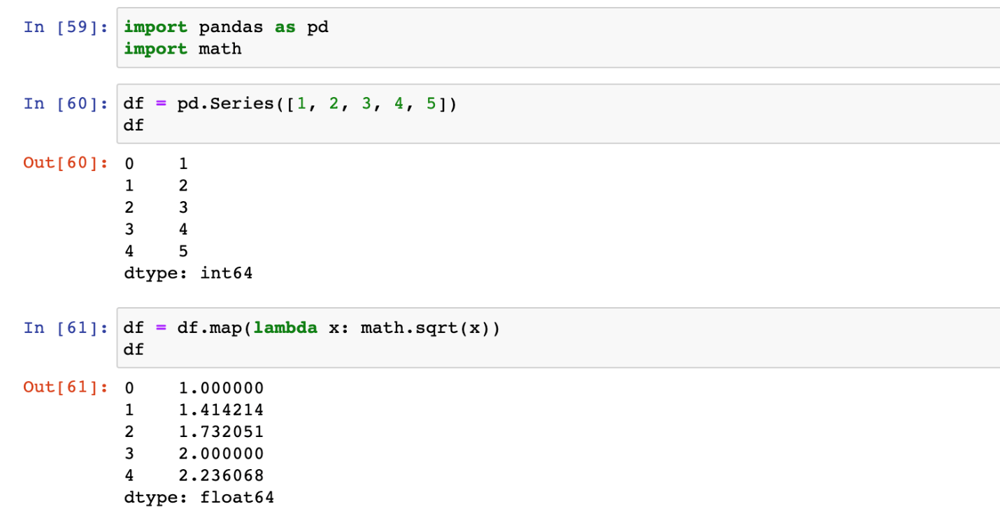 In [59]: import pandas as pd
import math
In [60]: df = pd.Series([1, 2, 3, 4, 5])
df
Out[60]: 0    1
1    2
2    3
3    4
4    5
dtype: int64
In [61]: df = df.map(lambda x: math.sqrt(x))
df
Out[61]: 0    1.000000
1    1.414214
2    1.732051
3    2.000000
4    2.236068
dtype: float64